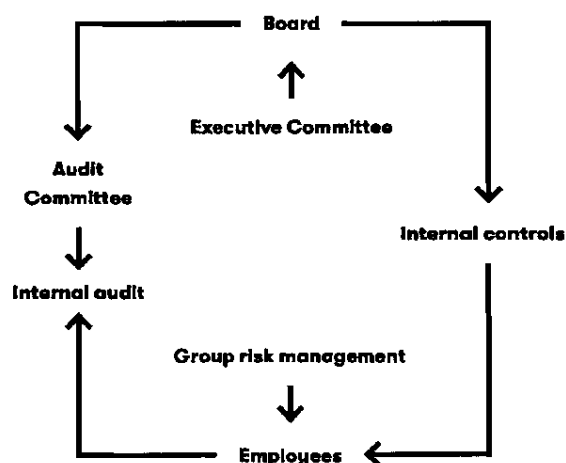 Board
Executive Committee
Audit
Committee
Internal controls
Internal audit
Group risk management
Employees